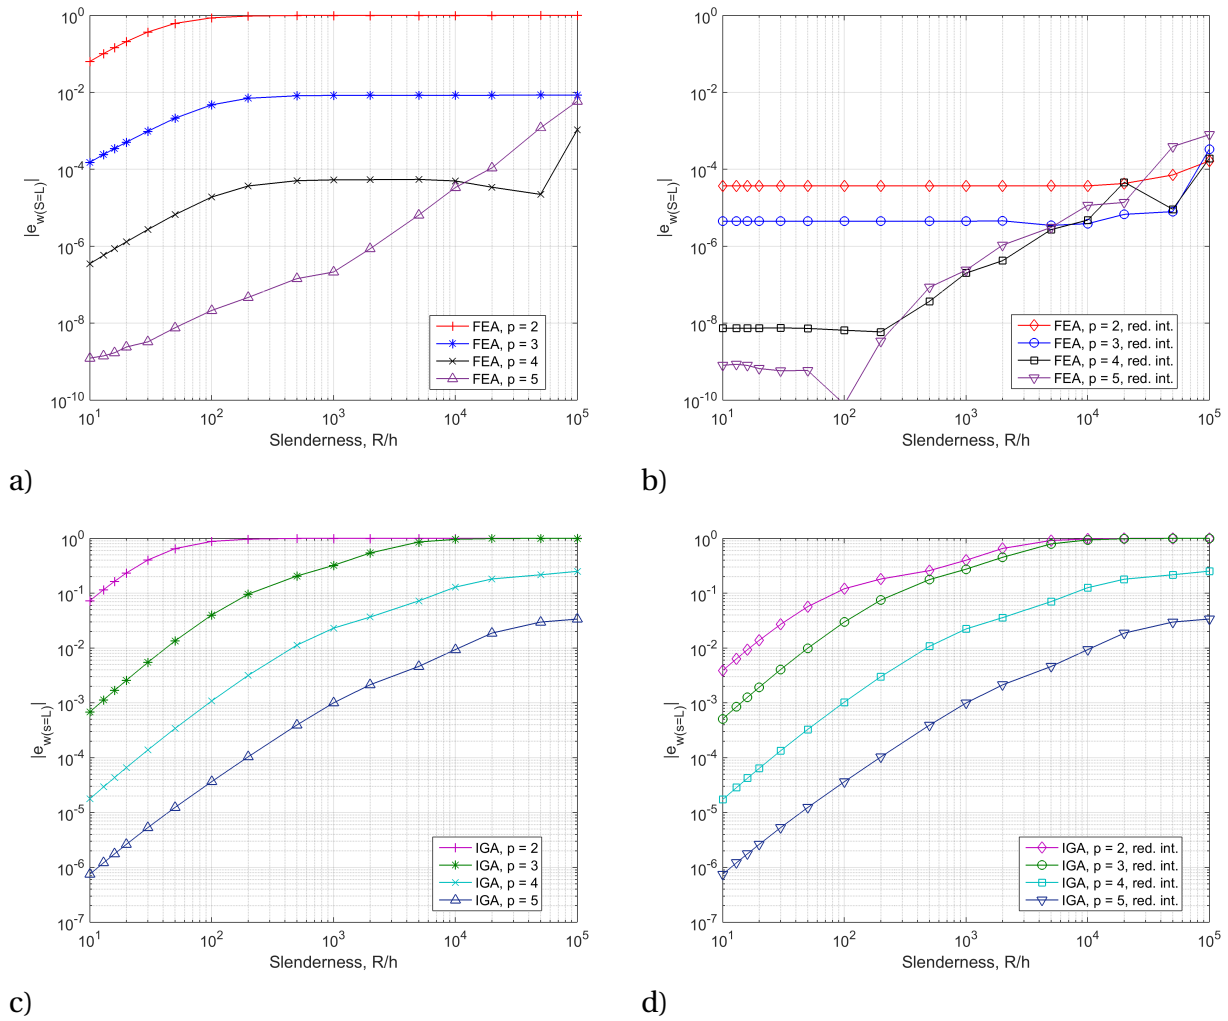 10^0
10^-2
10^-4
10^-6
10^-8
10^-10
|e_w(S=L)|
FEA, p = 2
FEA, p = 3
FEA, p = 4
FEA, p = 5
10^1 10^2 10^3 10^4 10^5
Slenderness, R/h
a)
10^0
10^-2
10^-4
10^-6
10^-8
10^-10
|e_w(S=L)|
FEA, p = 2, red. int.
FEA, p = 3, red. int.
FEA, p = 4, red. int.
FEA, p = 5, red. int.
10^1 10^2 10^3 10^4 10^5
Slenderness, R/h
b)
10^0
10^-1
10^-2
10^-3
10^-4
10^-5
10^-6
10^-7
|e_w(s=L)|
IGA, p = 2
IGA, p = 3
IGA, p = 4
IGA, p = 5
10^1 10^2 10^3 10^4 10^5
Slenderness, R/h
c)
10^0
10^-1
10^-2
10^-3
10^-4
10^-5
10^-6
10^-7
|e_w(s=L)|
IGA, p = 2, red. int.
IGA, p = 3, red. int.
IGA, p = 4, red. int.
IGA, p = 5, red. int.
10^1 10^2 10^3 10^4 10^5
Slenderness, R/h
d)